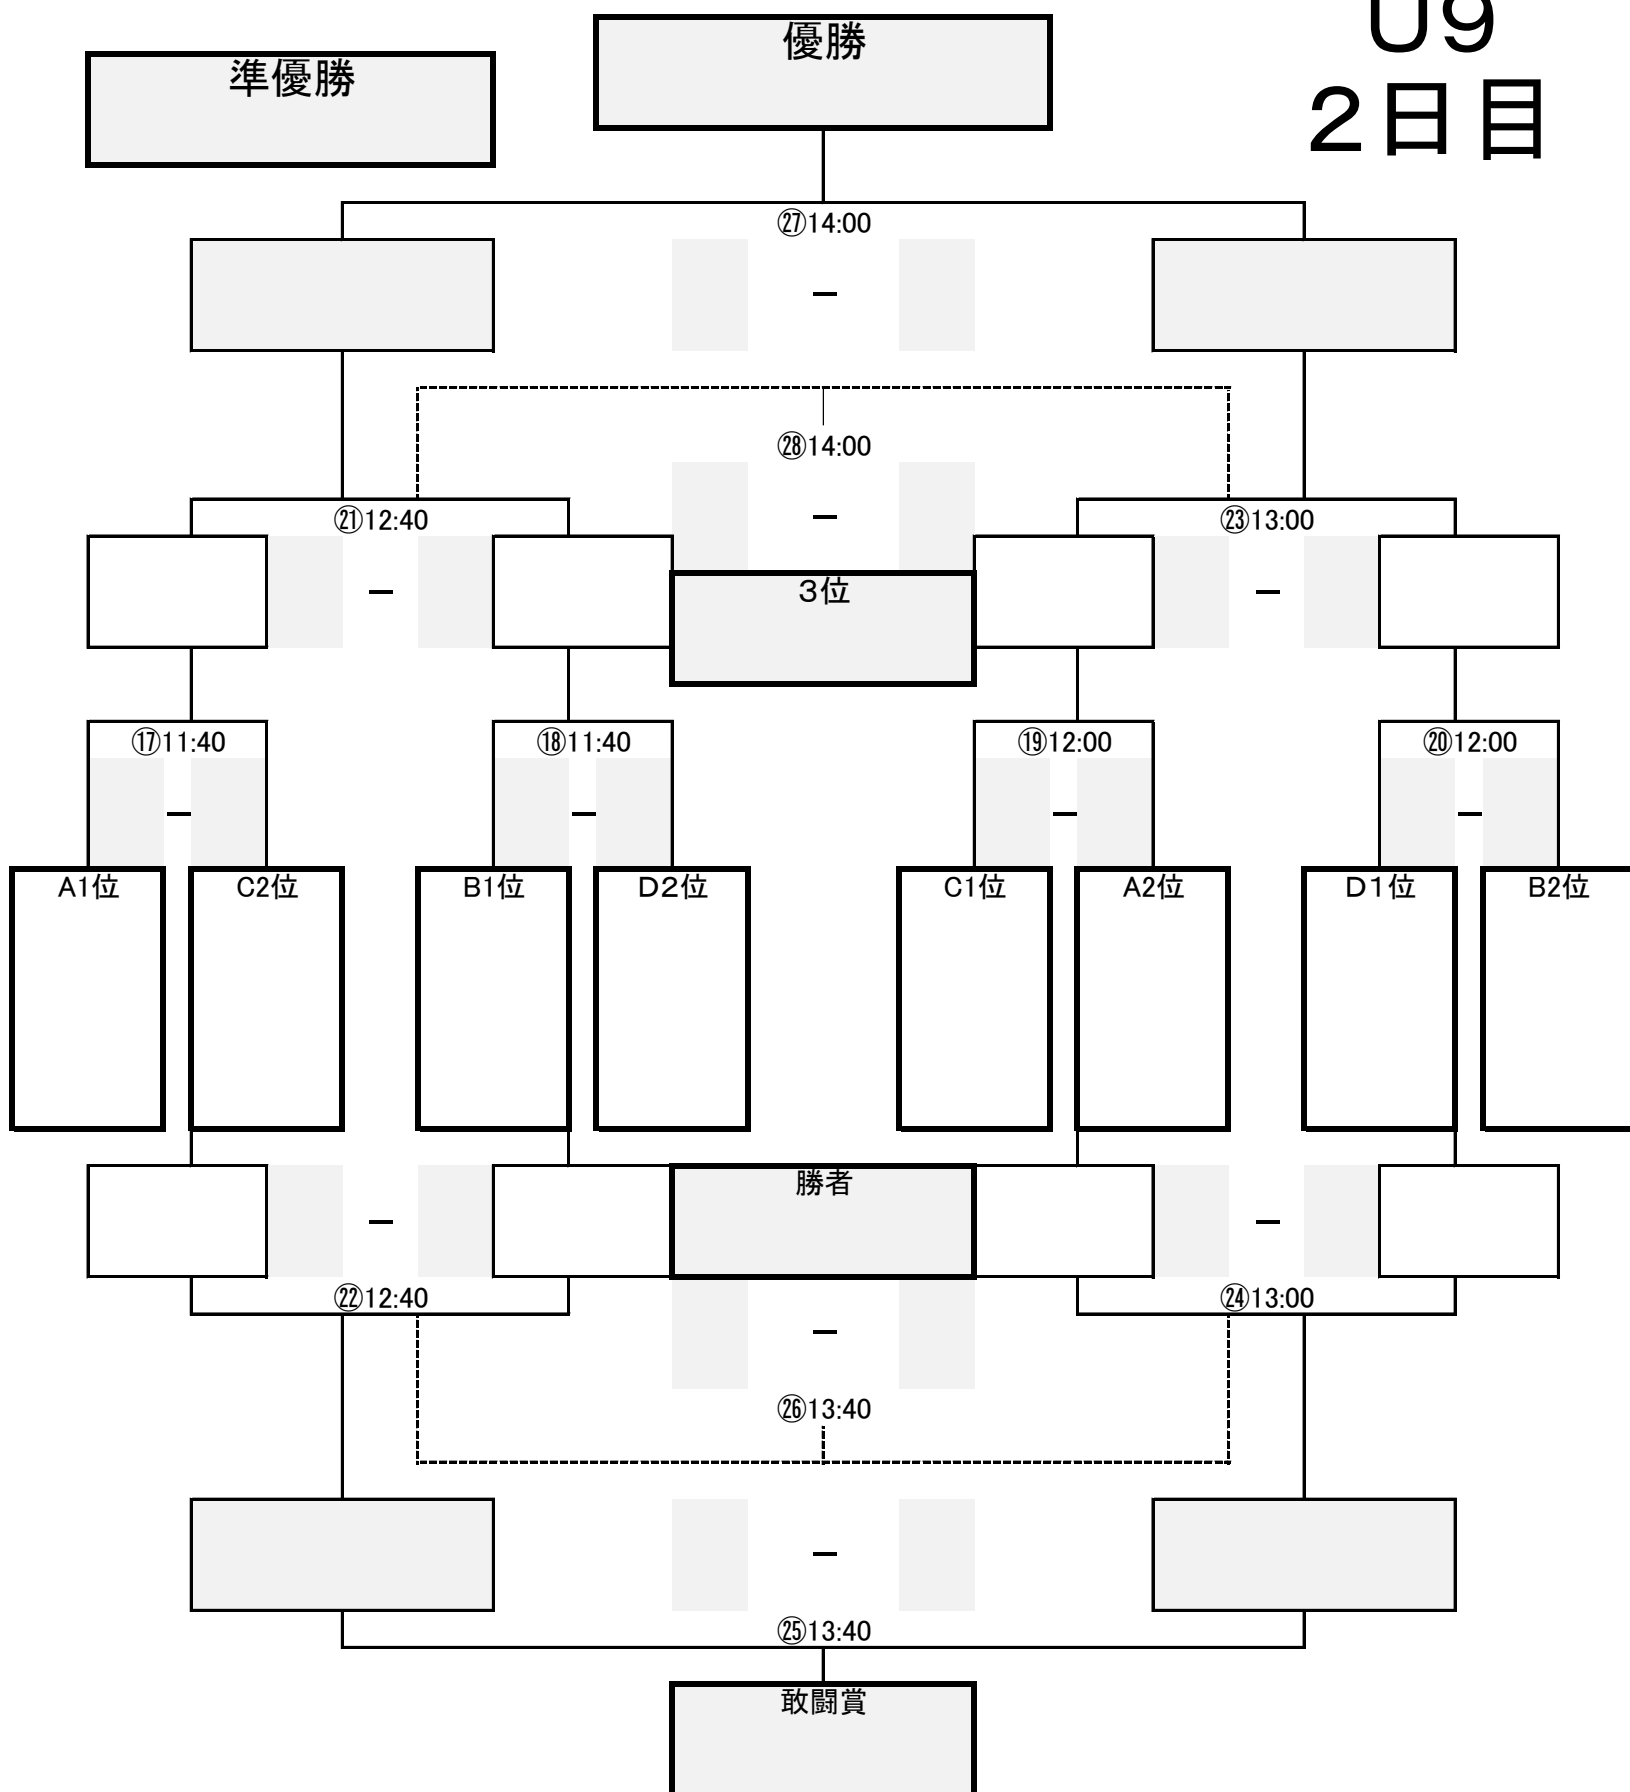 U9
２日目
優勝
準優勝
㉗14:00
－
㉘14:00
－
㉑12:40
㉓13:00
－
－
３位
⑰11:40
⑱11:40
⑲12:00
⑳12:00
－
－
－
－
A1位
C2位
B1位
D２位
C1位
A2位
D１位
B2位
勝者
－
－
㉒12:40
㉔13:00
－
㉖13:40
－
㉕13:40
敢闘賞